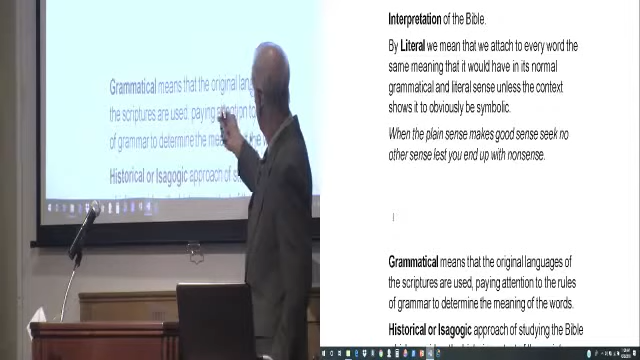 Grammatical means that the original lang
the scriptures are used, paying attention to
of grammar to determine the meaning of the w
Historical or Isagogic approach of stud
Interpretation of the Bible.
By Literal we mean that we attach to every word the
same meaning that it would have in its normal
grammatical and literal sense unless the context
shows it to obviously be symbolic.
When the plain sense makes good sense seek no
other sense lest you end up with nonsense.
Grammatical means that the original languages of
the scriptures are used, paying attention to the rules
of grammar to determine the meaning of the words.
Historical or Isagogic approach of studying the Bible